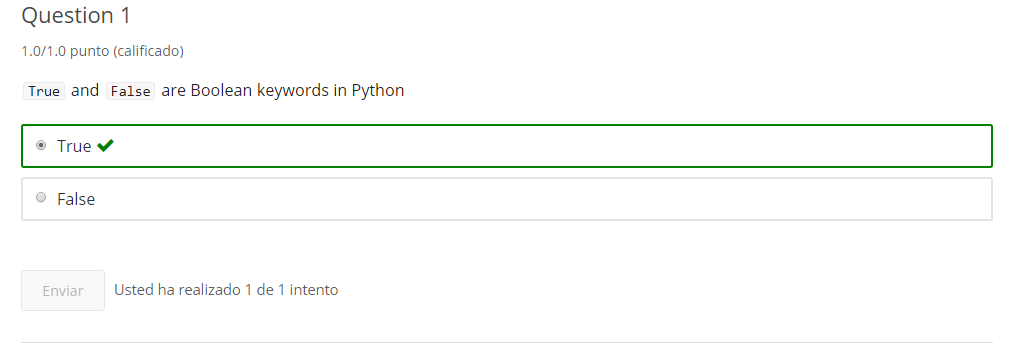 Question 1
1.0/1.0 punto (calificado)
True and False are Boolean keywords in Python
True
False
Enviar Usted ha realizado 1 de 1 intento